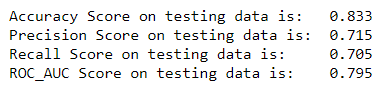 Accuracy Score on testing data is:   0.833
Precision Score on testing data is:  0.715
Recall Score on testing data is:     0.705
ROC_AUC Score on testing data is:    0.795